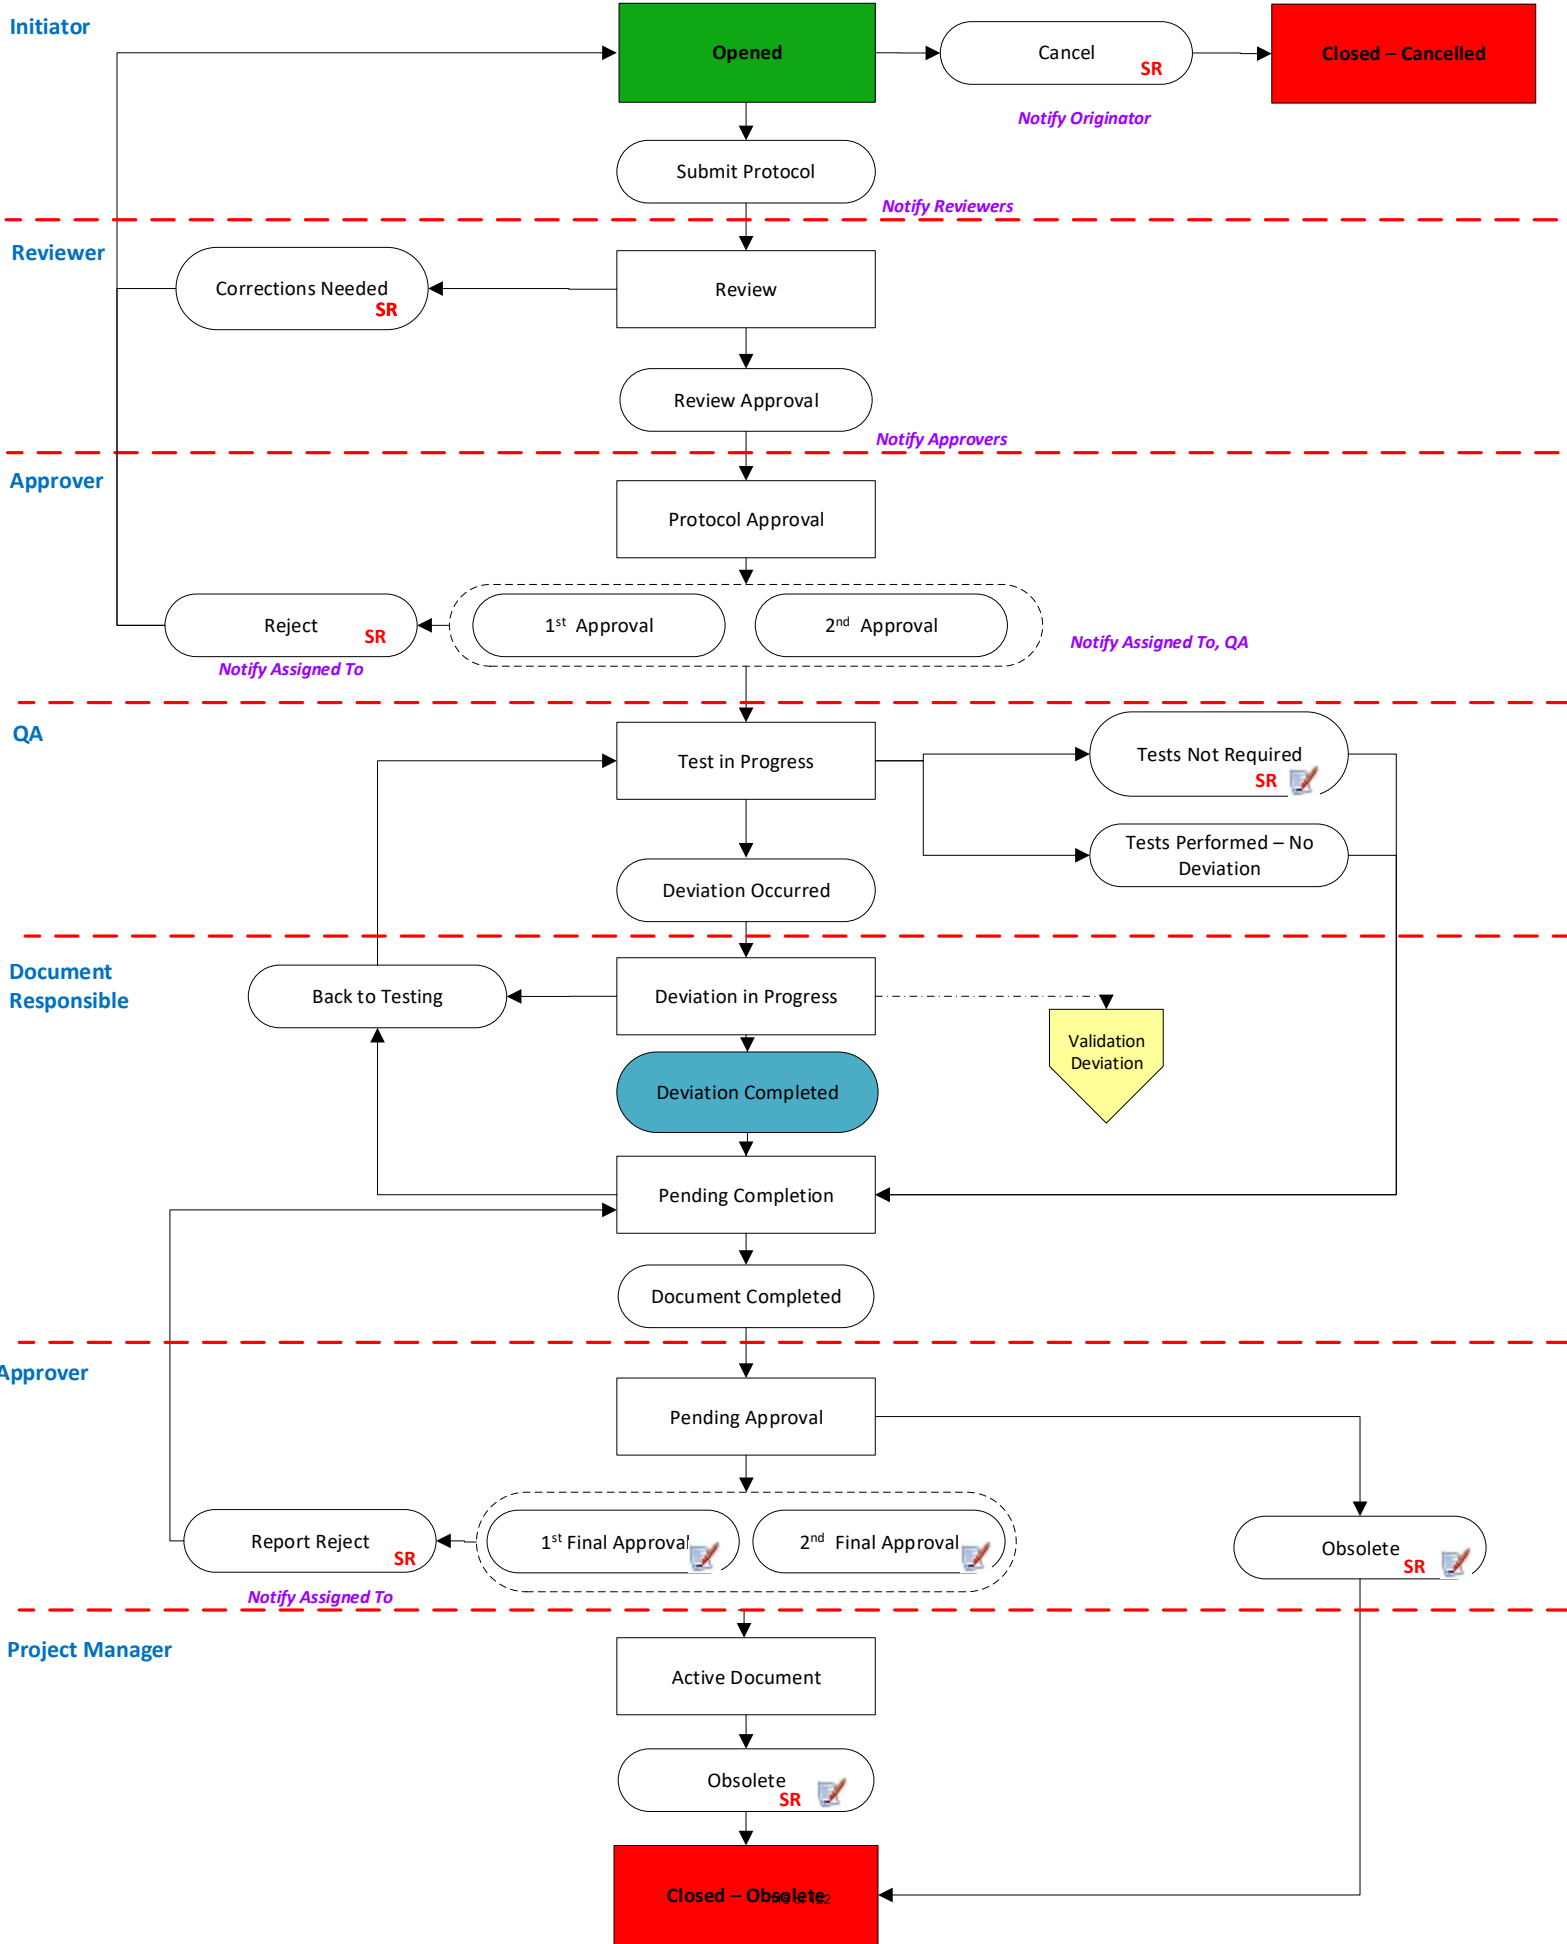 Initiator
Opened
Cancel
SR
Closed – Cancelled
Notify Originator
Submit Protocol
Notify Reviewers
Reviewer
Corrections Needed
SR
Review
Review Approval
Notify Approvers
Approver
Protocol Approval
Reject
SR
1st Approval
2nd Approval
Notify Assigned To, QA
Notify Assigned To
QA
Test in Progress
Tests Not Required
SR
Tests Performed – No
Deviation
Deviation Occurred
Document
Responsible
Back to Testing
Deviation in Progress
Validation
Deviation
Deviation Completed
Pending Completion
Document Completed
Approver
Pending Approval
Report Reject
SR
1st Final Approval
2nd Final Approval
Obsolete
SR
Notify Assigned To
Project Manager
Active Document
Obsolete
SR
Closed – Obsolete